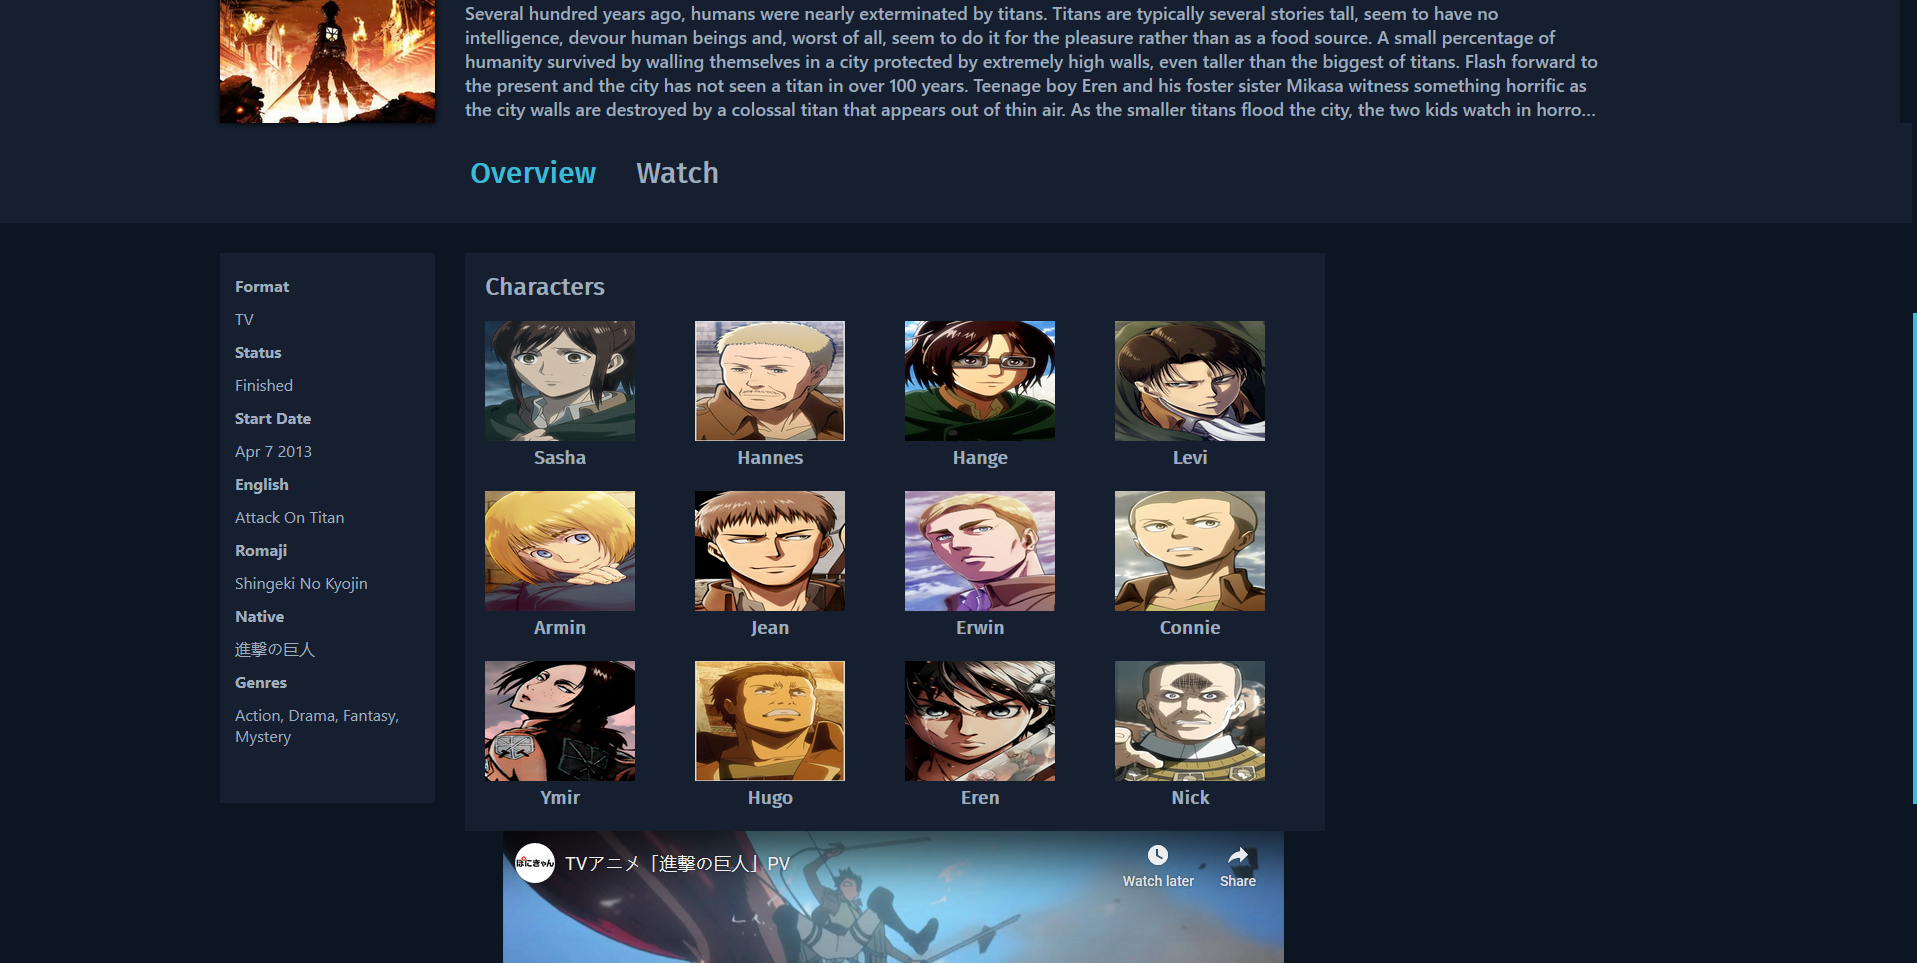 Several hundred years ago, humans were nearly exterminated by titans. Titans are typically several stories tall, seem to have no
intelligence, devour human beings and, worst of all, seem to do it for the pleasure rather than as a food source. A small percentage of
humanity survived by walling themselves in a city protected by extremely high walls, even taller than the biggest of titans. Flash forward to
the present and the city has not seen a titan in over 100 years. Teenage boy Eren and his foster sister Mikasa witness something horrific as
the city walls are destroyed by a colossal titan that appears out of thin air. As the smaller titans flood the city, the two kids watch in horro...
Overview Watch
Format
TV
Status
Finished
Start Date
Apr 7 2013
English
Attack On Titan
Romaji
Shingeki No Kyojin
Native
進撃の巨人
Genres
Action, Drama, Fantasy,
Mystery
Characters
Sasha Hannes Hange Levi
Armin Jean Erwin Connie
Ymir Hugo Eren Nick
ぽにきゃん
TVアニメ「進撃の巨人」PV
Watch later Share